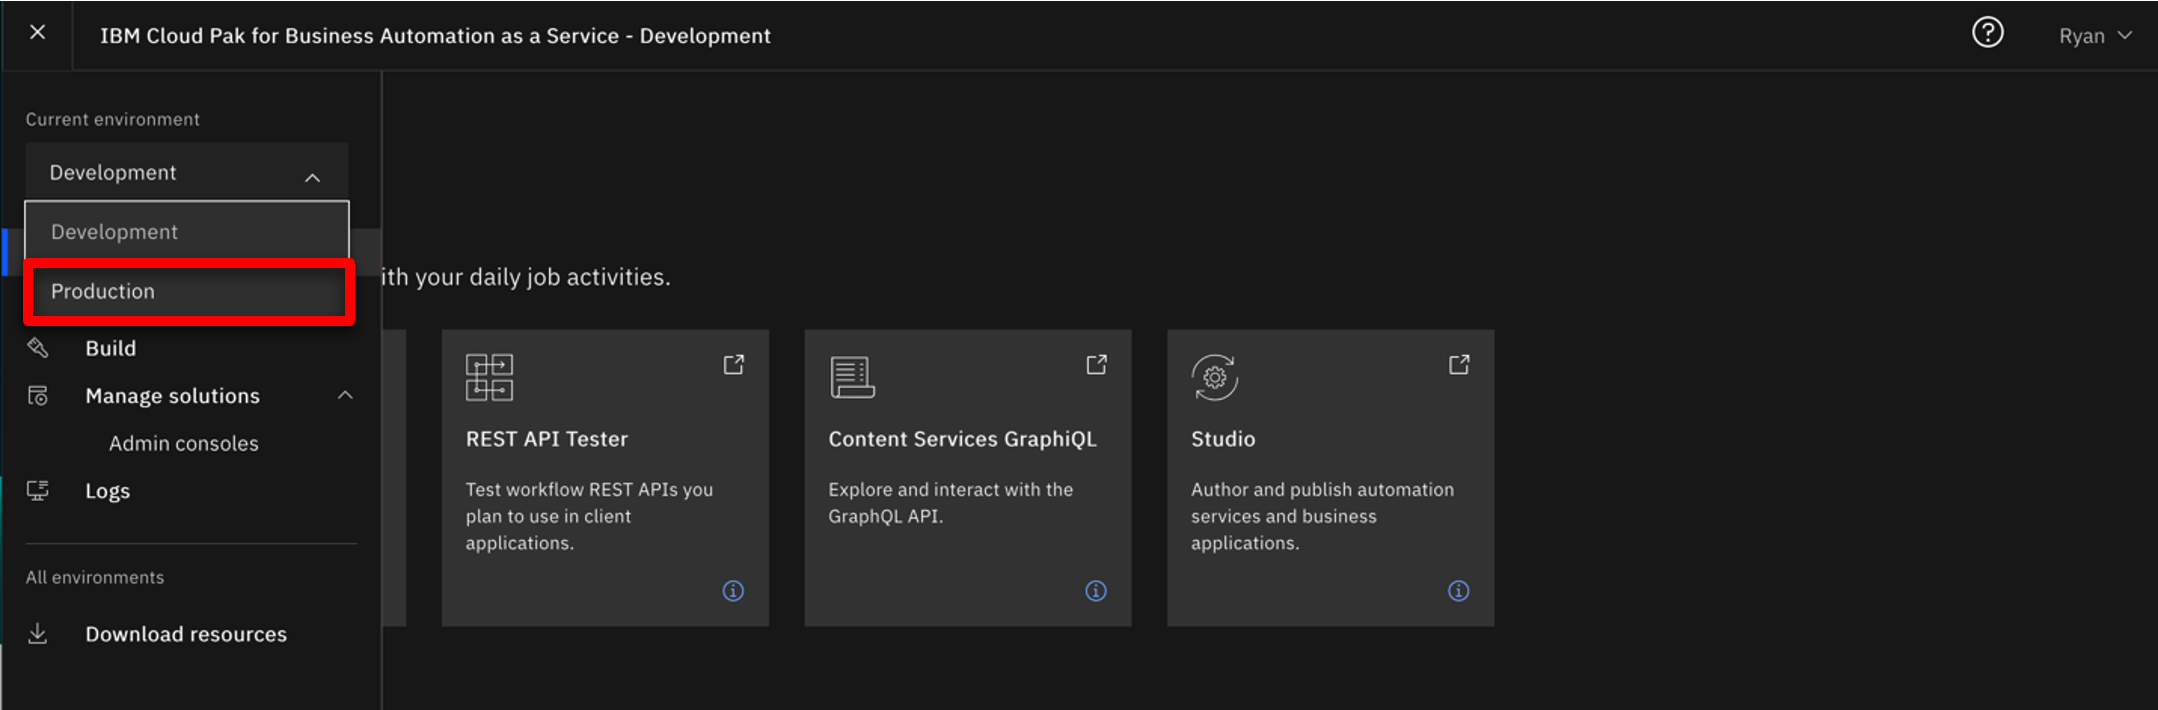 IBM Cloud Pak for Business Automation as a Service - Development
Ryan
Current environment
Development
Development
Production
Build
Manage solutions
Admin consoles
Logs
All environments
Download resources
with your daily job activities.
REST API Tester
Test workflow REST APIs you
plan to use in client
applications.
Content Services GraphiQL
Explore and interact with the
GraphQL API.
Studio
Author and publish automation
services and business
applications.